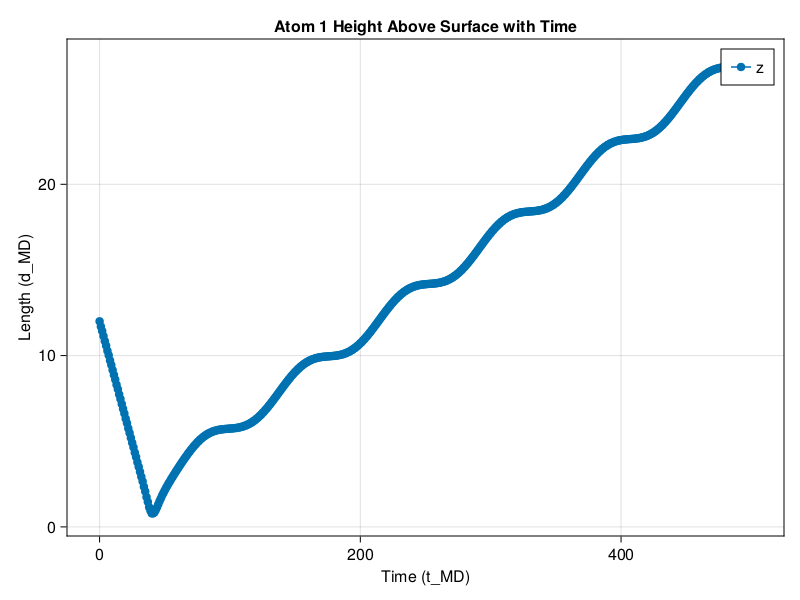 Atom 1 Height Above Surface with Time
z
20
10
0
Length (d_MD)
0 200 400
Time (t_MD)